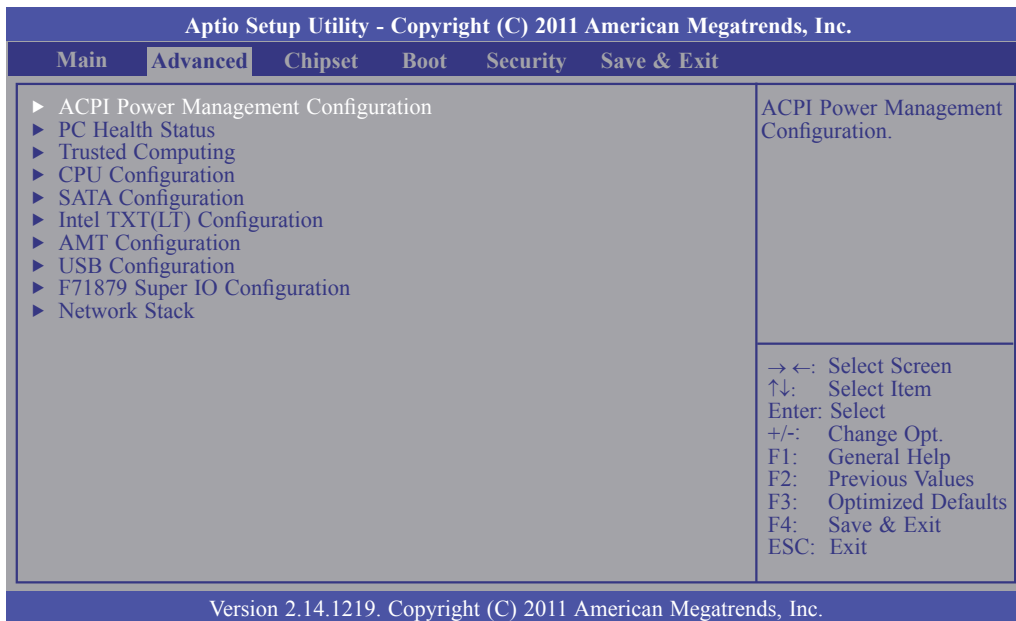 Aptio Setup Utility - Copyright (C) 2011 American Megatrends, Inc.
Main Advanced Chipset Boot Security Save & Exit
► ACPI Power Management Configuration
► PC Health Status
► Trusted Computing
► CPU Configuration
► SATA Configuration
► Intel TXT(LT) Configuration
► AMT Configuration
► USB Configuration
► F71879 Super IO Configuration
► Network Stack
ACPI Power Management
Configuration.
→ ←: Select Screen
↑↓: Select Item
Enter: Select
+/-: Change Opt.
F1: General Help
F2: Previous Values
F3: Optimized Defaults
F4: Save & Exit
ESC: Exit
Version 2.14.1219. Copyright (C) 2011 American Megatrends, Inc.